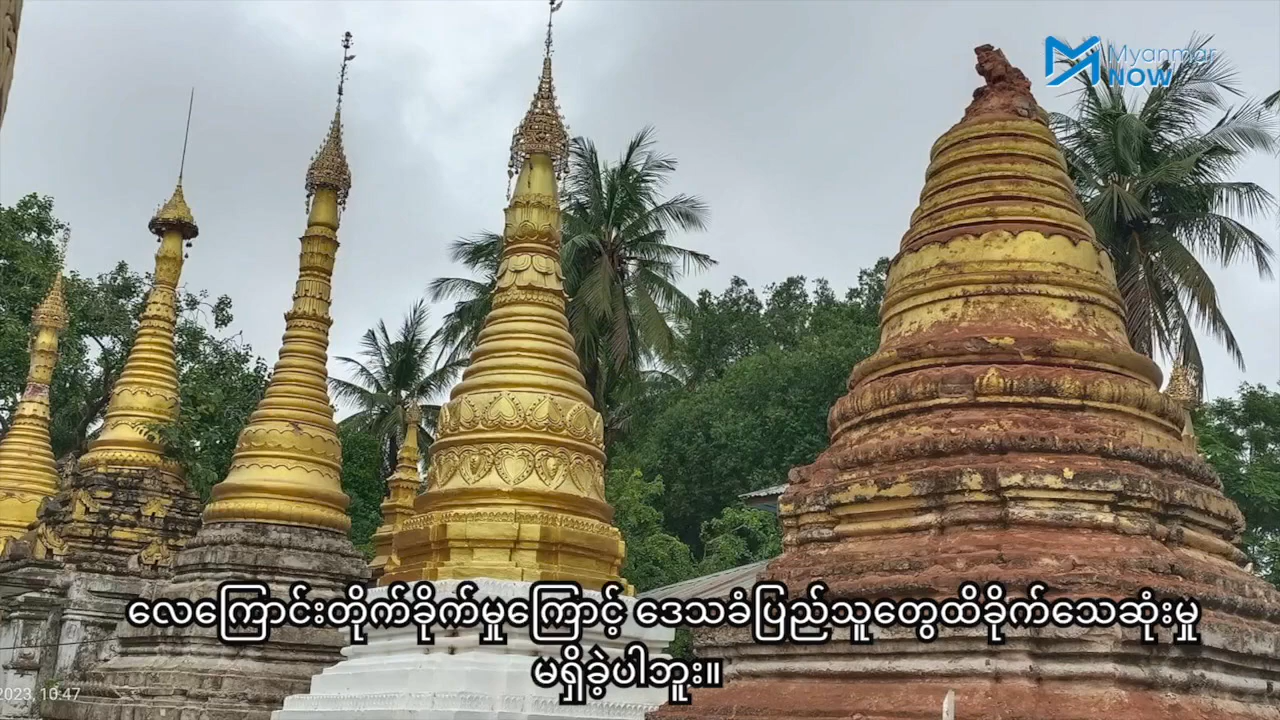 Myanmar
NOW
လေကြောင်းတိုက်ခိုက်မှုကြောင့် ဒေသခံပြည်သူတွေထိခိုက်သေဆုံးမှု
မရှိခဲ့ပါဘူး။
2023, 10:47